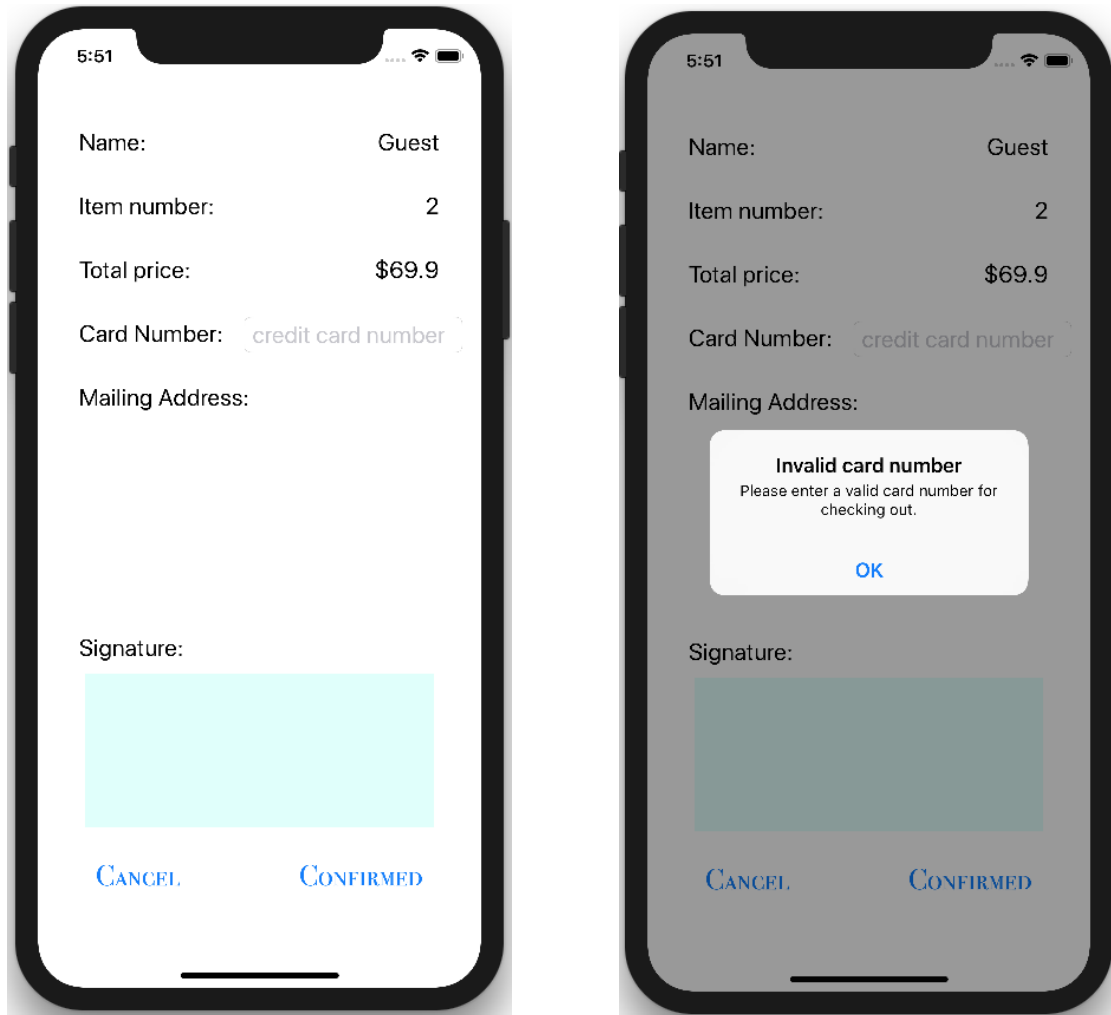 5:51
Name: Guest
Item number: 2
Total price: $69.9
Card Number: credit card number
Mailing Address:
Signature:
CANCEL CONFIRMED
5:51
Name: Guest
Item number: 2
Total price: $69.9
Card Number: credit card number
Mailing Address:
Invalid card number
Please enter a valid card number for
checking out.
OK
Signature:
CANCEL CONFIRMED